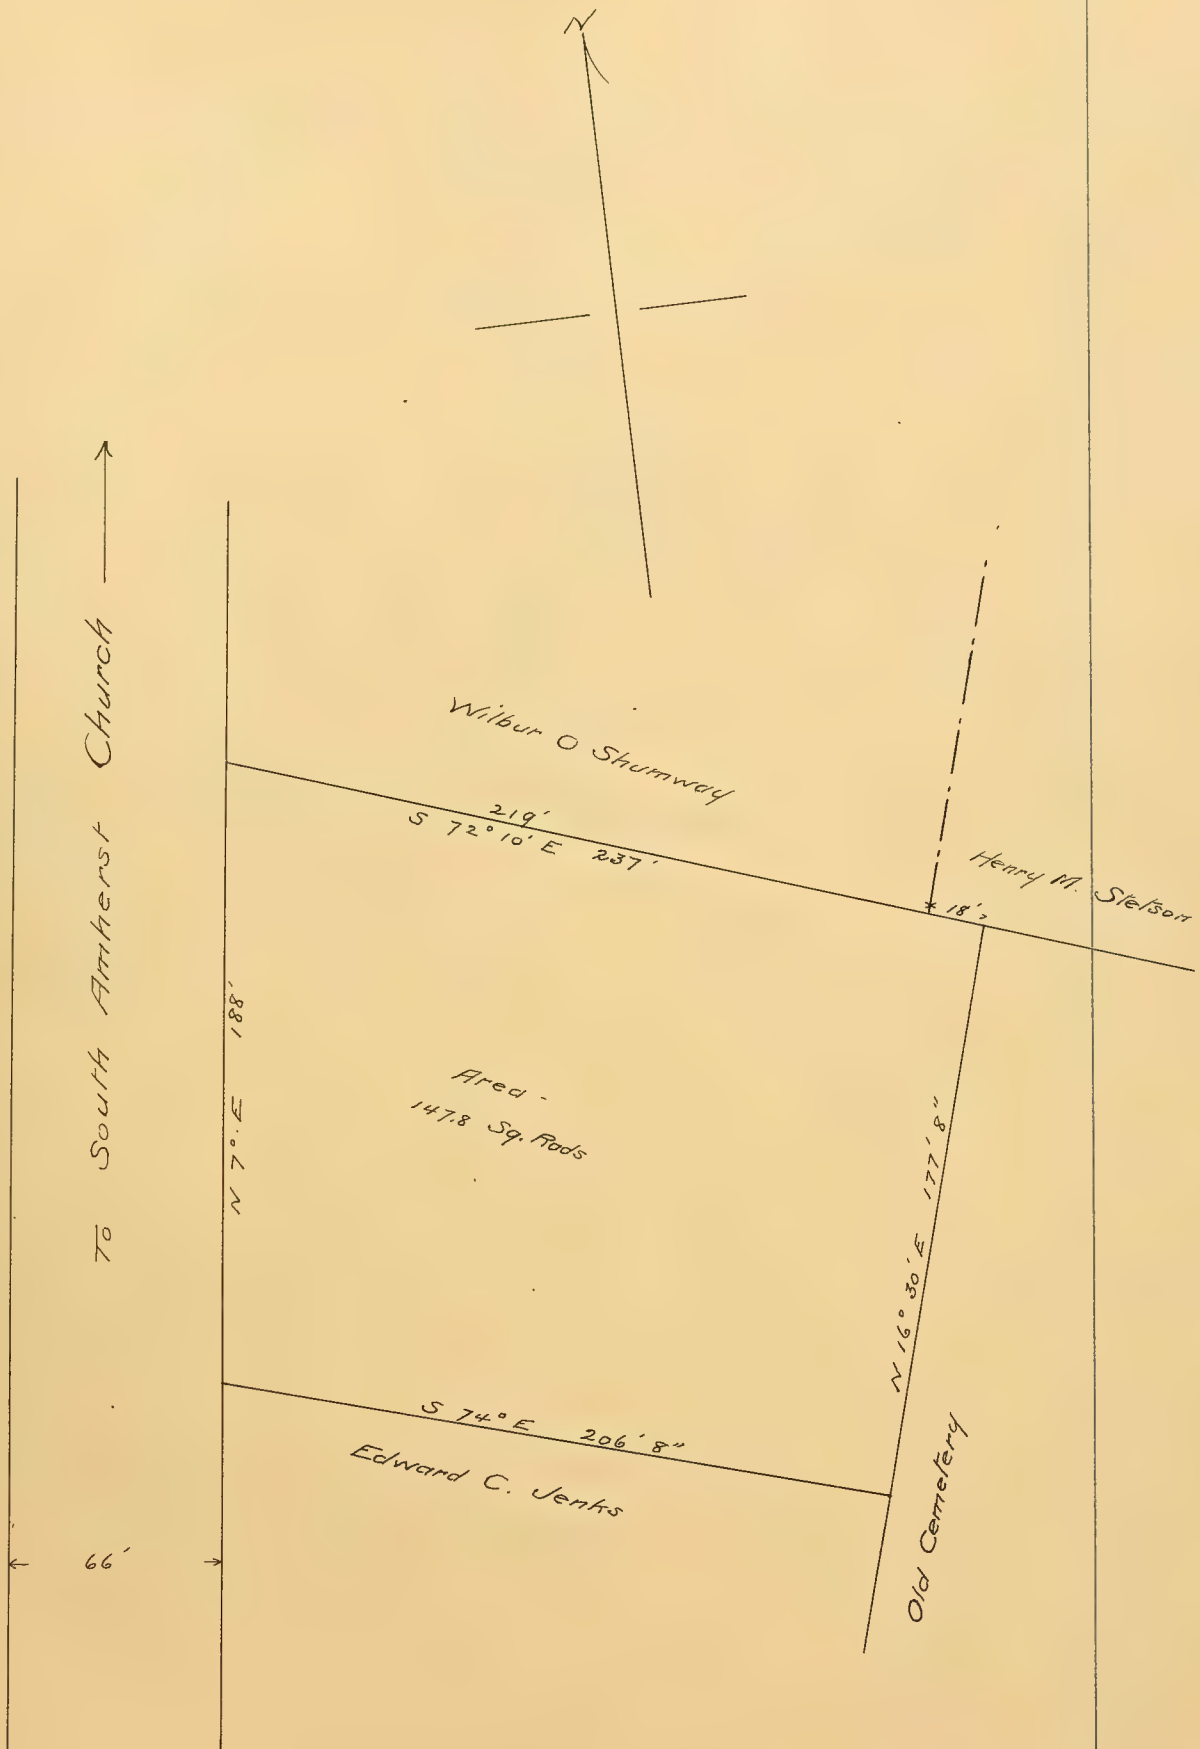 N
To South Amherst Church
Wilbur O Shumway
219'
S 72° 10' E 237'
Henry M. Stetson
18'
N 7° E 188'
Area -
147.8 Sq. Rods
N 16° 30' E 177' 8"
S 74° E 206' 8"
Edward C. Jenks
Old Cemetery
66'